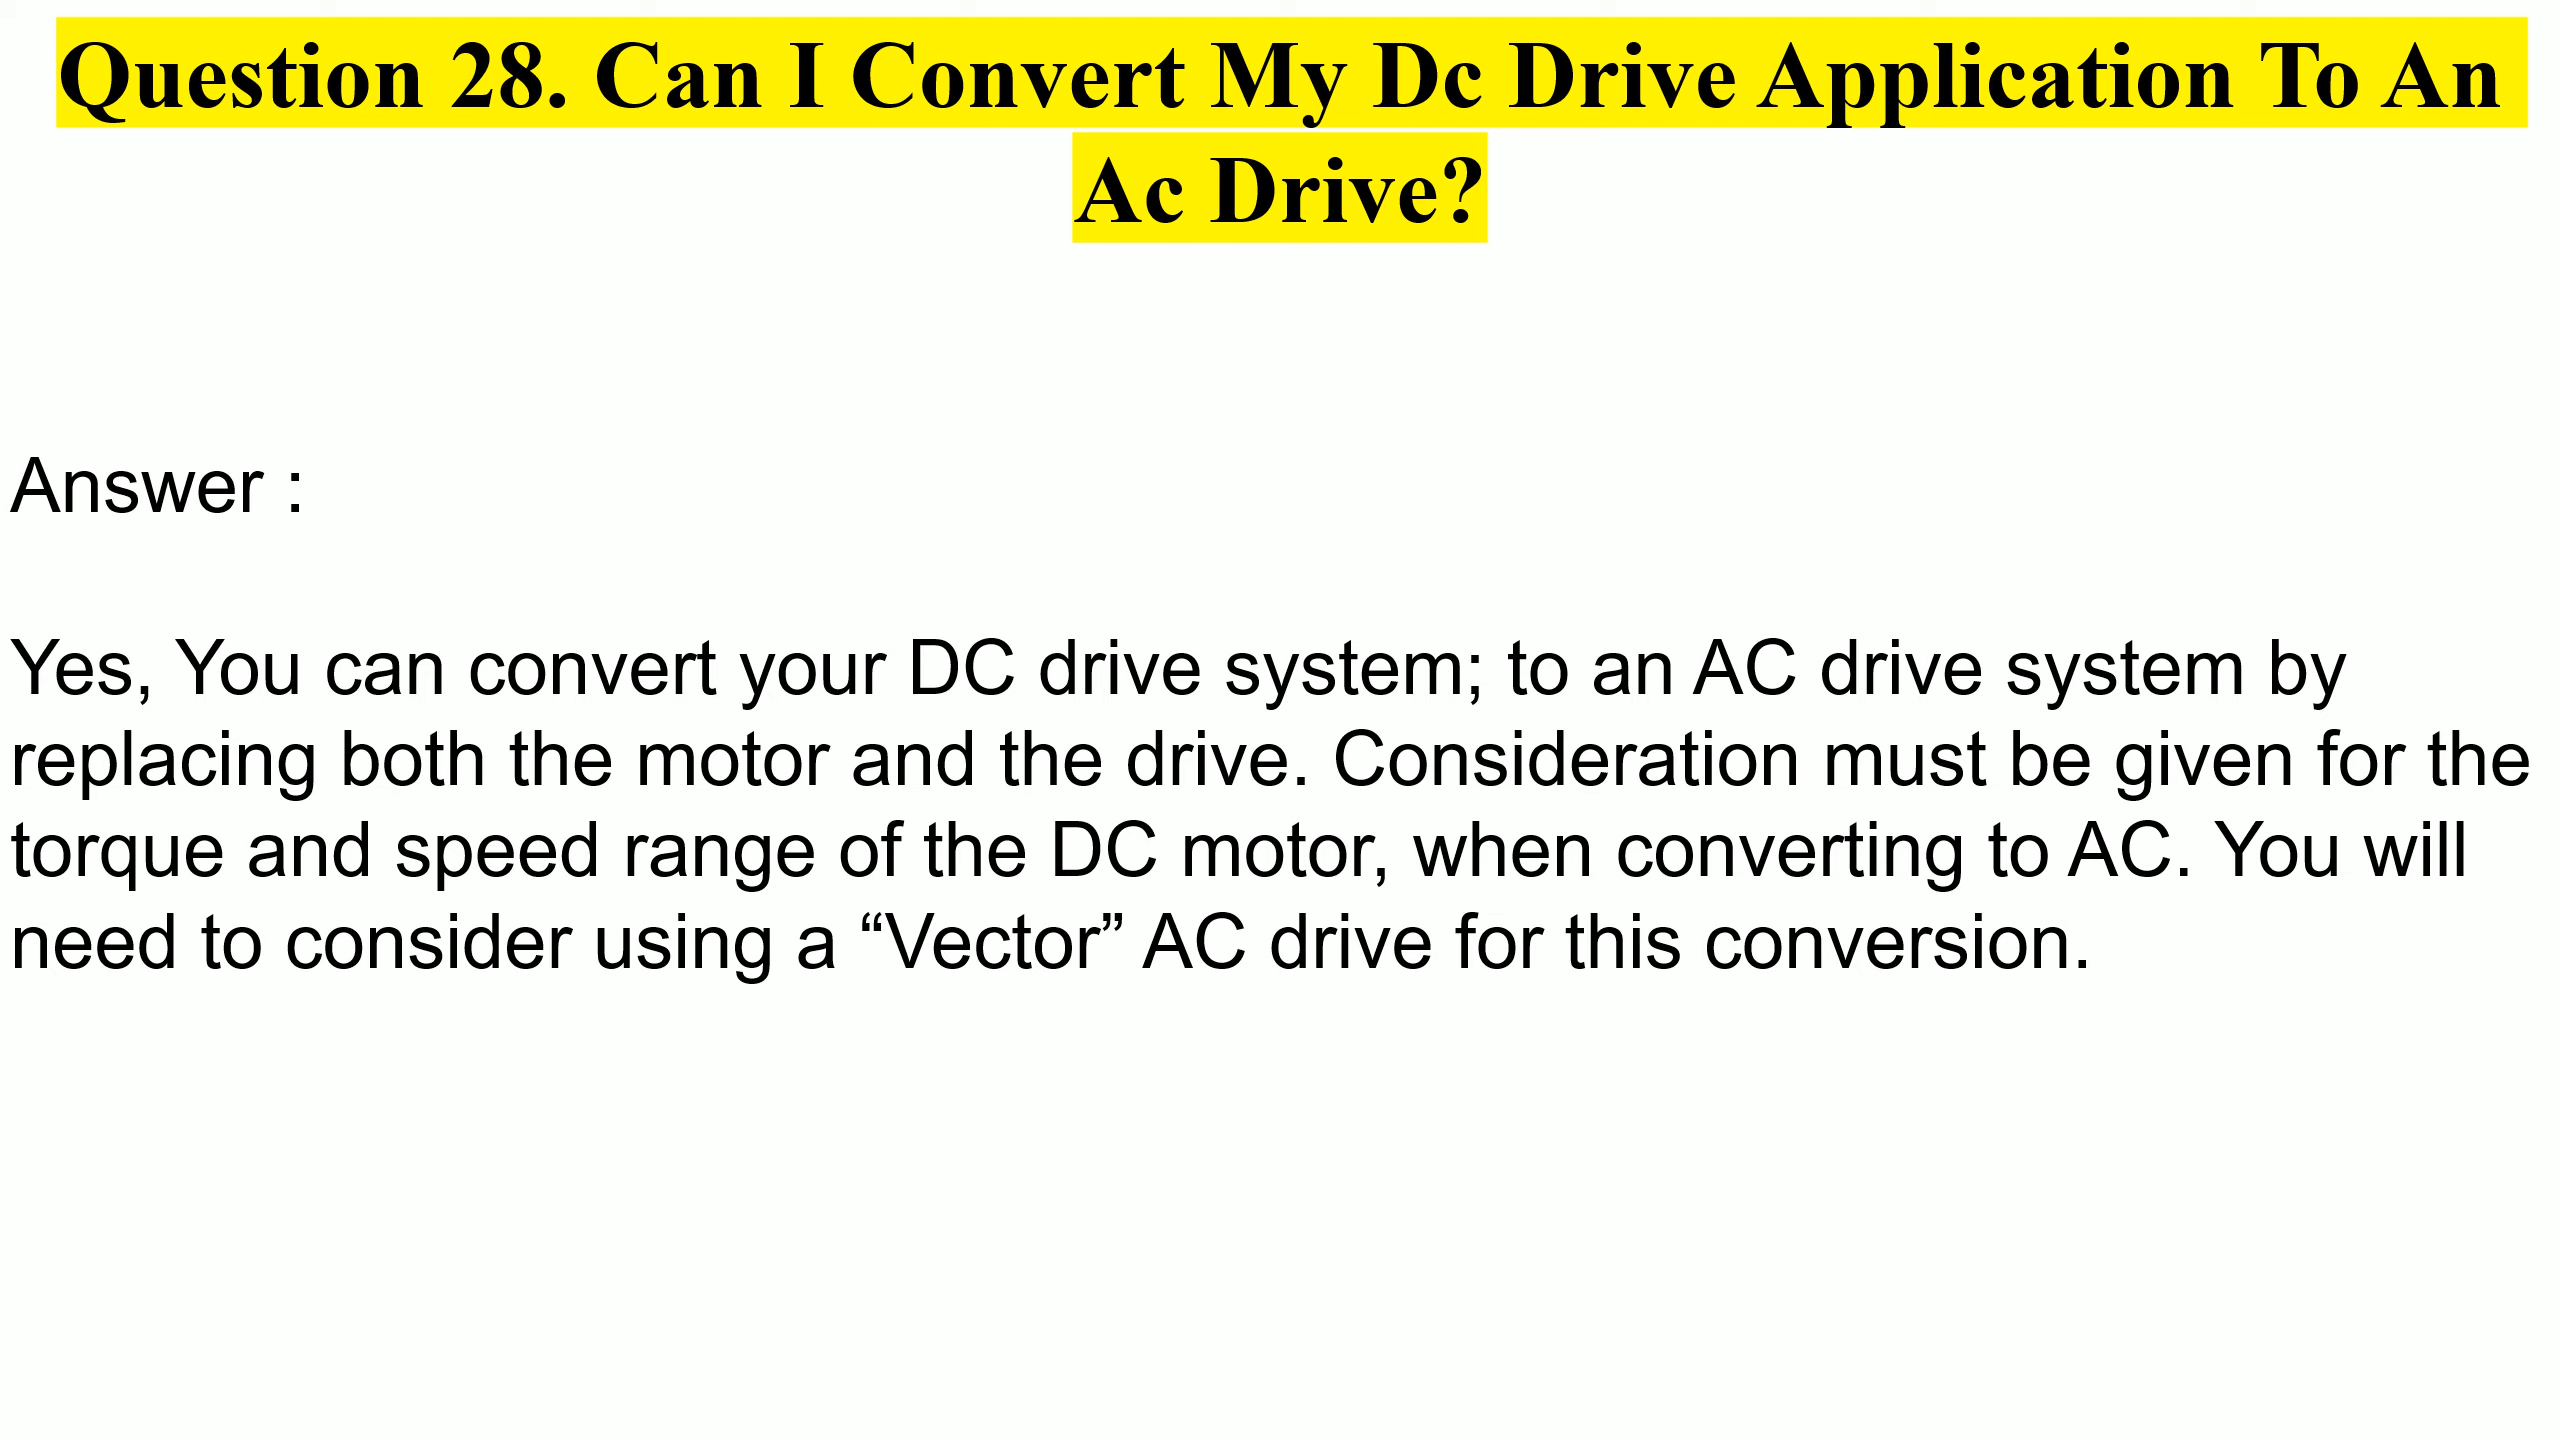 Question 28. Can I Convert My Dc Drive Application To An
Ac Drive?
Answer :
Yes, You can convert your DC drive system; to an AC drive system by
replacing both the motor and the drive. Consideration must be given for the
torque and speed range of the DC motor, when converting to AC. You will
need to consider using a “Vector” AC drive for this conversion.